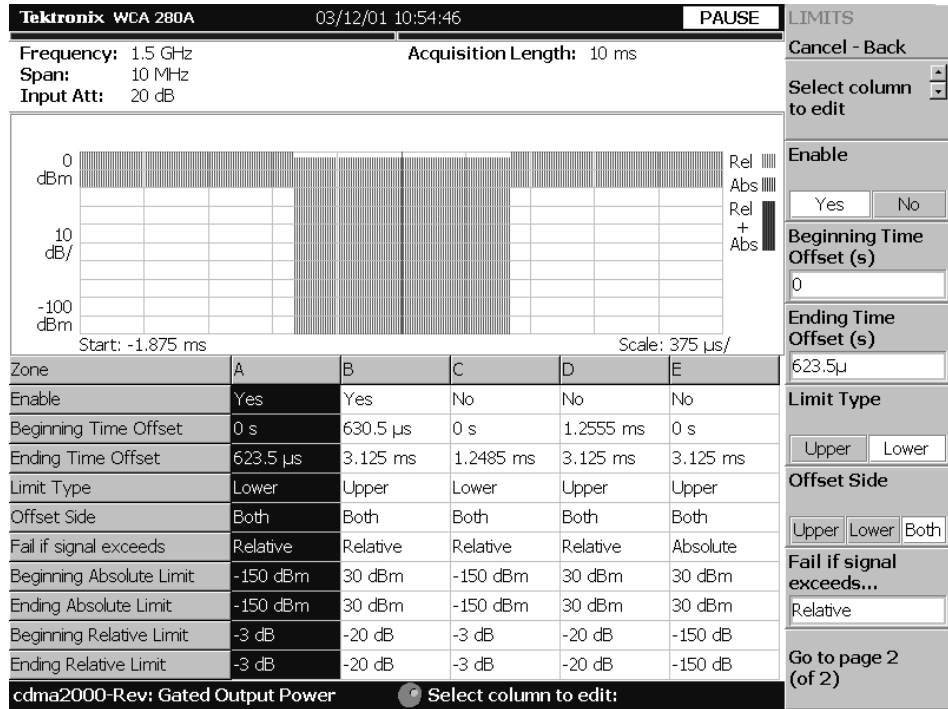 Tektronix WCA 280A 03/12/01 10:54:46 PAUSE
Frequency: 1.5 GHz Acquisition Length: 10 ms
Span: 10 MHz
Input Att: 20 dB
0
dBm
10
dB/
-100
dBm
Rel
Abs
Rel
+
Abs
Start: -1.875 ms Scale: 375 µs/
Zone A B C D E
Enable Yes Yes No No No
Beginning Time Offset 0 s 630.5 µs 0 s 1.2555 ms 0 s
Ending Time Offset 623.5 µs 3.125 ms 1.2485 ms 3.125 ms 3.125 ms
Limit Type Lower Upper Lower Upper Upper
Offset Side Both Both Both Both Both
Fail if signal exceeds Relative Relative Relative Relative Absolute
Beginning Absolute Limit -150 dBm 30 dBm -150 dBm 30 dBm 30 dBm
Ending Absolute Limit -150 dBm 30 dBm -150 dBm 30 dBm 30 dBm
Beginning Relative Limit -3 dB -20 dB -3 dB -20 dB -150 dB
Ending Relative Limit -3 dB -20 dB -3 dB -20 dB -150 dB
cdma2000-Rev: Gated Output Power Select column to edit:
LIMITS
Cancel - Back
Select column
to edit
Enable
Yes No
Beginning Time
Offset (s)
0
Ending Time
Offset (s)
623.5µ
Limit Type
Upper Lower
Offset Side
Upper Lower Both
Fail if signal
exceeds...
Relative
Go to page 2
(of 2)